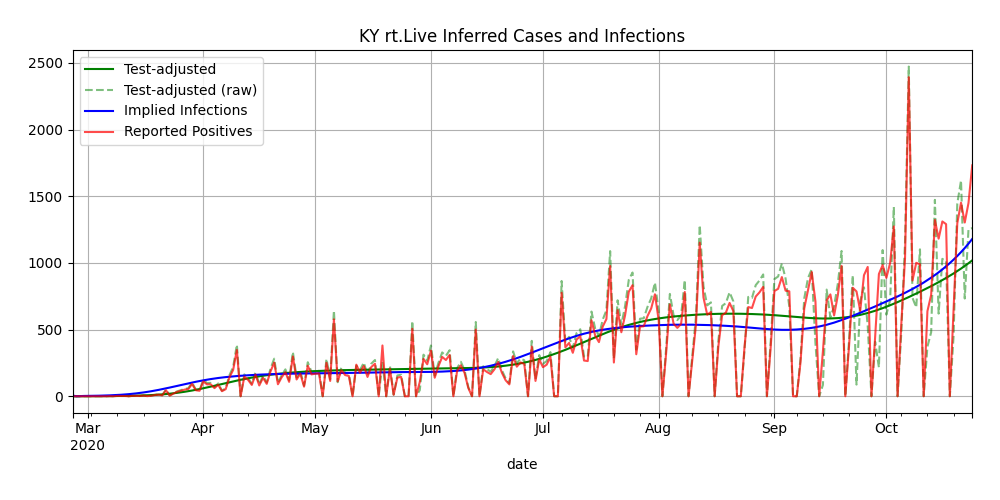 KY rt.Live Inferred Cases and Infections
Test-adjusted
Test-adjusted (raw)
Implied Infections
Reported Positives
2500
2000
1500
1000
500
0
Mar Apr May Jun Jul Aug Sep Oct
2020
date